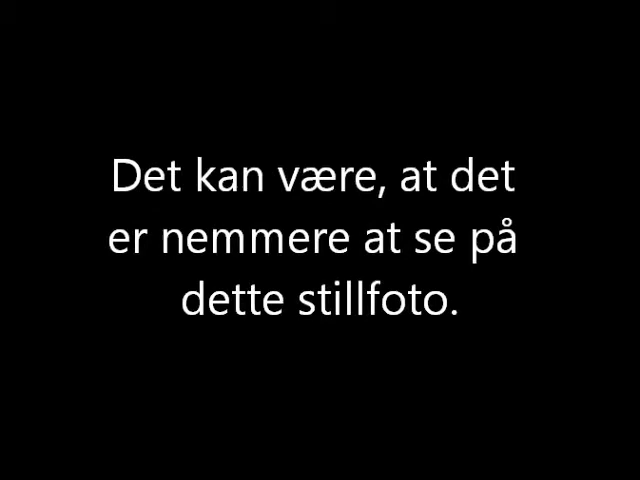 Det kan være, at det
er nemmere at se på
dette stillfoto.